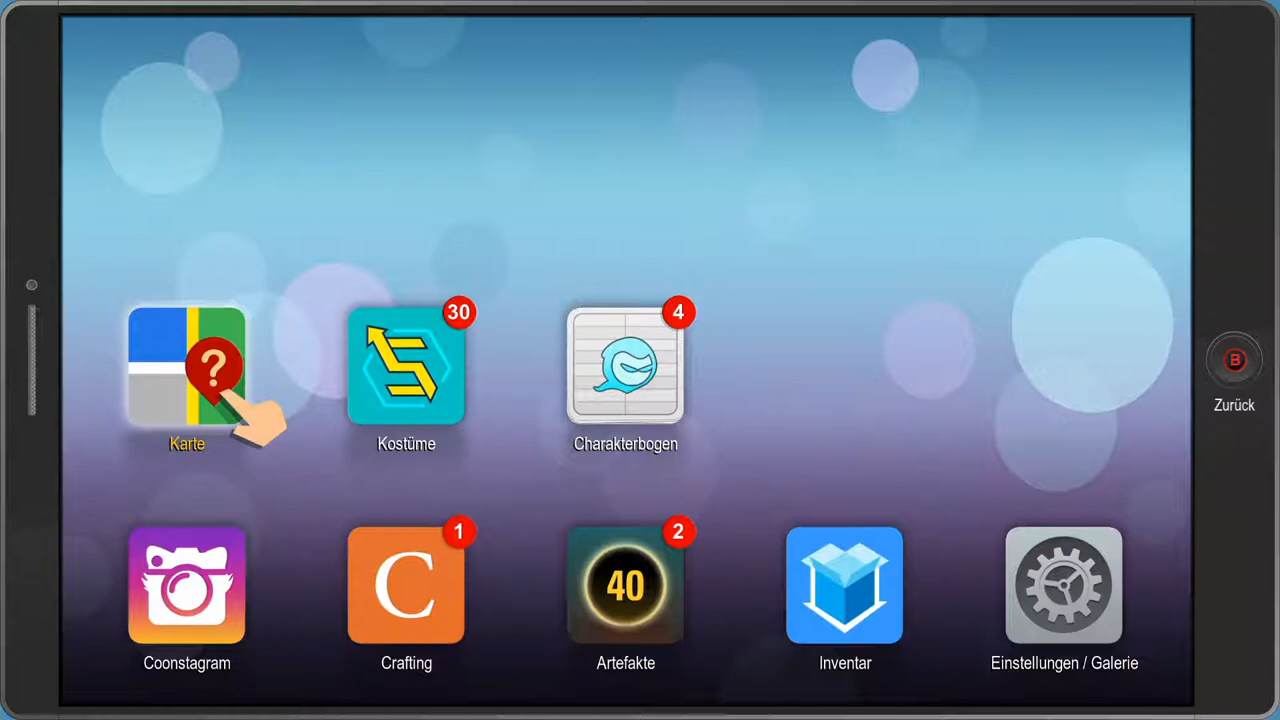 ?
30
4
B
Zurück
Karte
Kostüme
Charakterbogen
1
2
C
40
Coonstagram
Crafting
Artefakte
Inventar
Einstellungen / Galerie